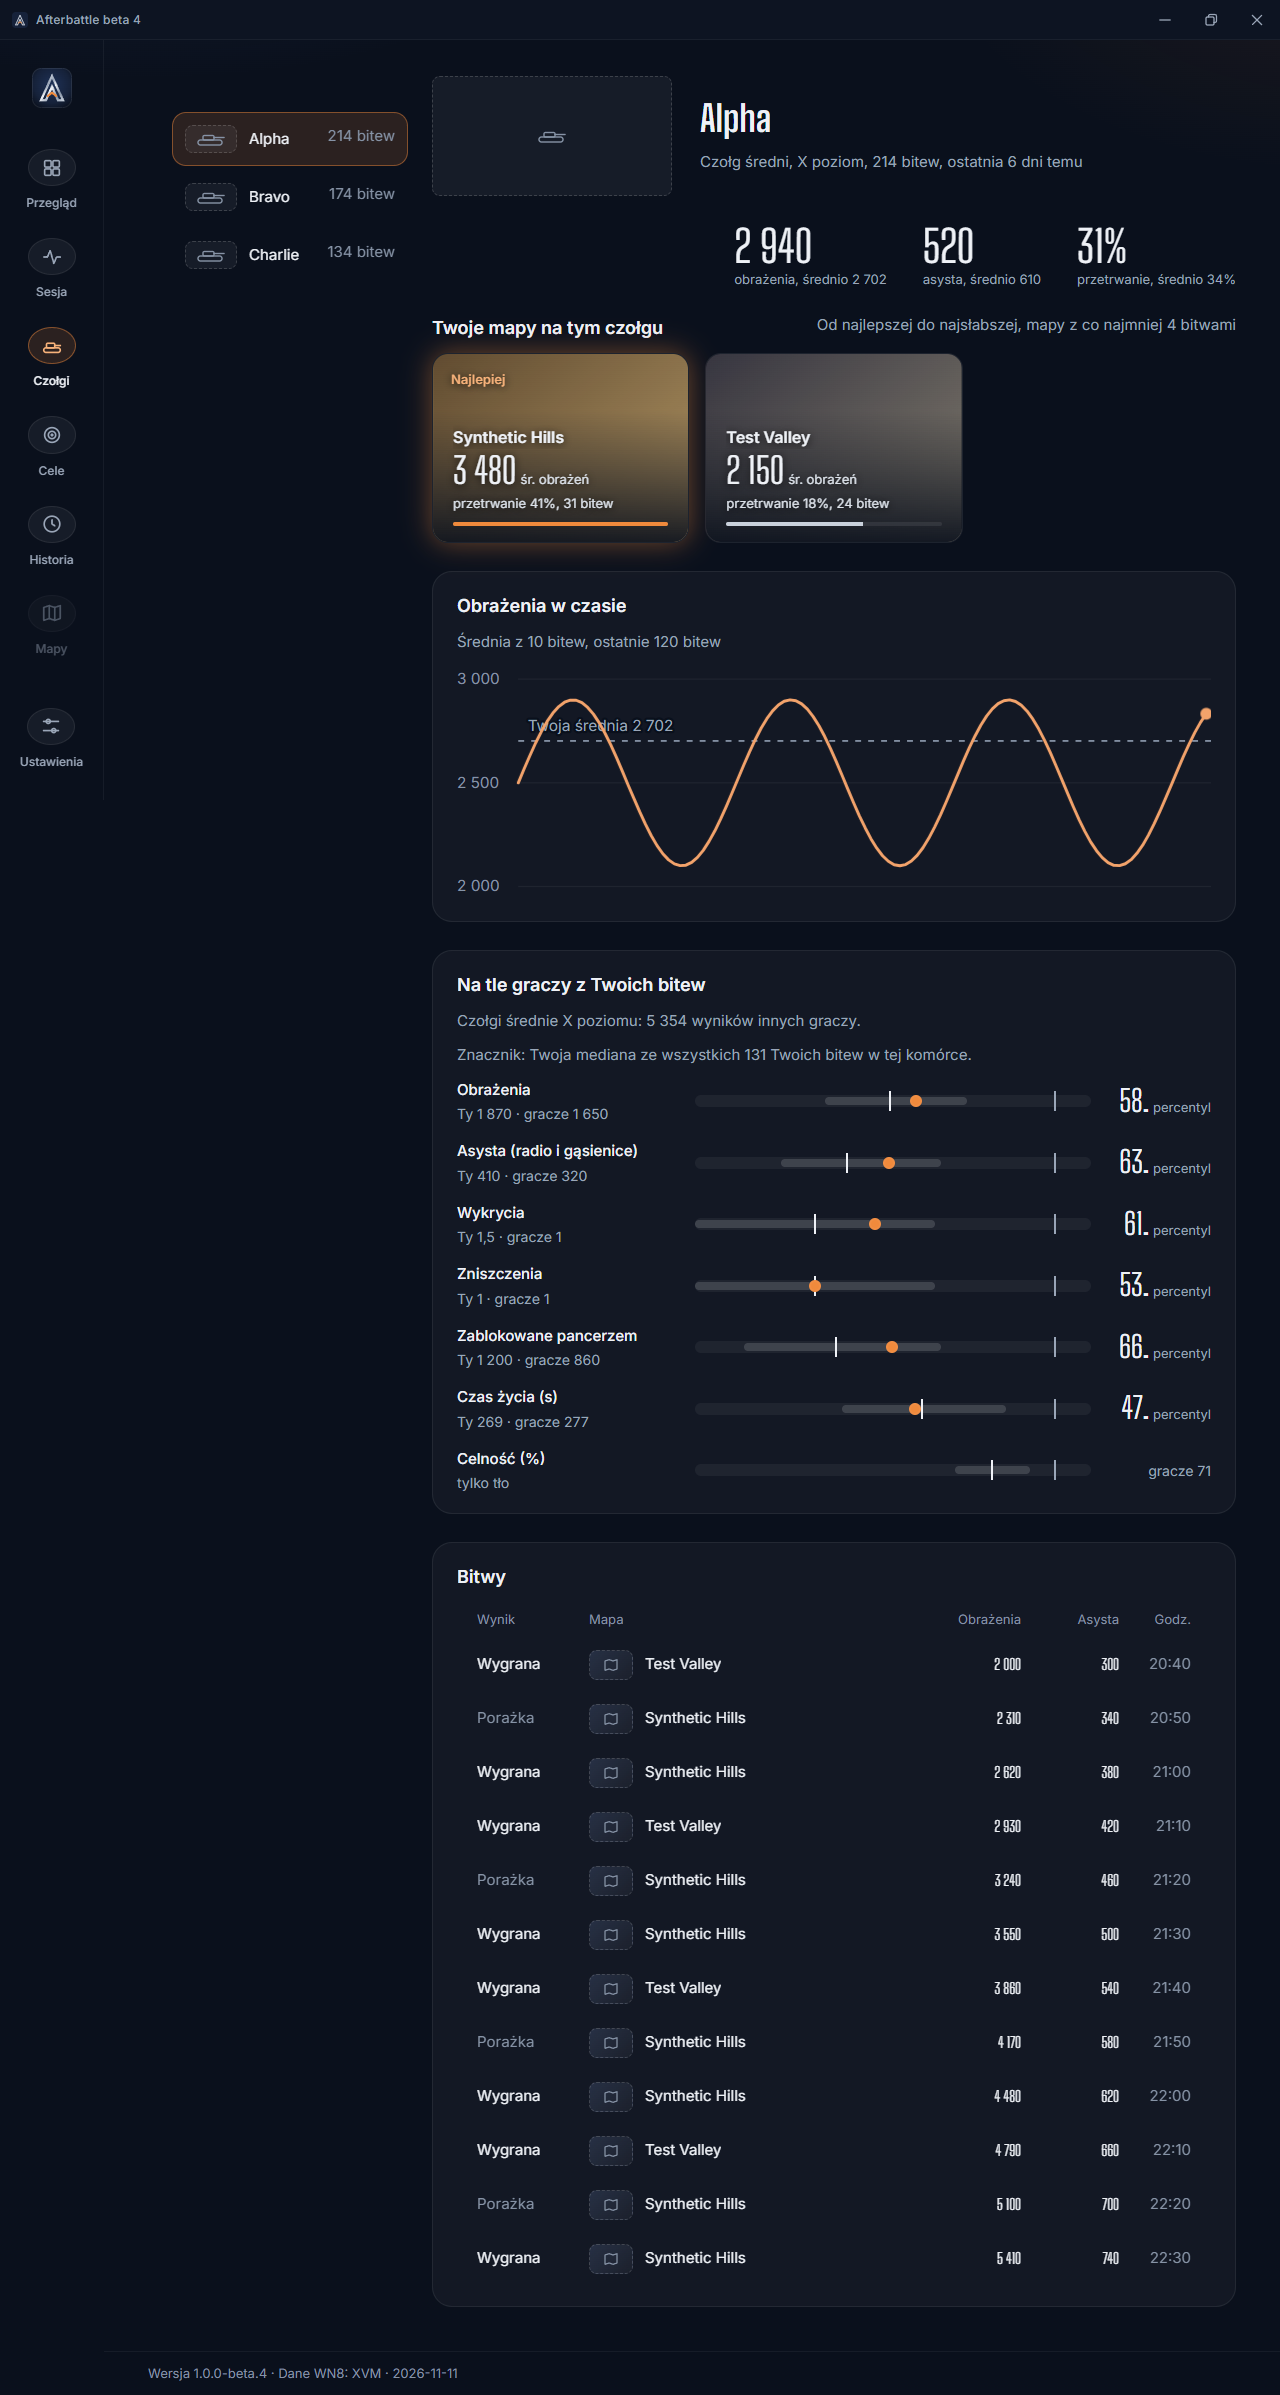 Afterbattle beta 4
Przegląd
Sesja
Czołgi
Cele
Historia
Mapy
Ustawienia
Alpha 214 bitew
Bravo 174 bitew
Charlie 134 bitew
Alpha
Czołg średni, X poziom, 214 bitew, ostatnia 6 dni temu
2 940 520 31%
obrażenia, średnio 2 702 asysta, średnio 610 przetrwanie, średnio 34%
Twoje mapy na tym czołgu Od najlepszej do najsłabszej, mapy z co najmniej 4 bitwami
Najlepiej
Synthetic Hills
3 480 śr. obrażeń
przetrwanie 41%, 31 bitew
Test Valley
2 150 śr. obrażeń
przetrwanie 18%, 24 bitew
Obrażenia w czasie
Średnia z 10 bitew, ostatnie 120 bitew
3 000
Twoja średnia 2 702
2 500
2 000
Na tle graczy z Twoich bitew
Czołgi średnie X poziomu: 5 354 wyników innych graczy.
Znacznik: Twoja mediana ze wszystkich 131 Twoich bitew w tej komórce.
Obrażenia
Ty 1 870 · gracze 1 650
58. percentyl
Asysta (radio i gąsienice)
Ty 410 · gracze 320
63. percentyl
Wykrycia
Ty 1,5 · gracze 1
61. percentyl
Zniszczenia
Ty 1 · gracze 1
53. percentyl
Zablokowane pancerzem
Ty 1 200 · gracze 860
66. percentyl
Czas życia (s)
Ty 269 · gracze 277
47. percentyl
Celność (%)
tylko tło
gracze 71
Bitwy
Wynik Mapa Obrażenia Asysta Godz.
Wygrana Test Valley 2 000 300 20:40
Porażka Synthetic Hills 2 310 340 20:50
Wygrana Synthetic Hills 2 620 380 21:00
Wygrana Test Valley 2 930 420 21:10
Porażka Synthetic Hills 3 240 460 21:20
Wygrana Synthetic Hills 3 550 500 21:30
Wygrana Test Valley 3 860 540 21:40
Porażka Synthetic Hills 4 170 580 21:50
Wygrana Synthetic Hills 4 480 620 22:00
Wygrana Test Valley 4 790 660 22:10
Porażka Synthetic Hills 5 100 700 22:20
Wygrana Synthetic Hills 5 410 740 22:30
Wersja 1.0.0-beta.4 · Dane WN8: XVM · 2026-11-11